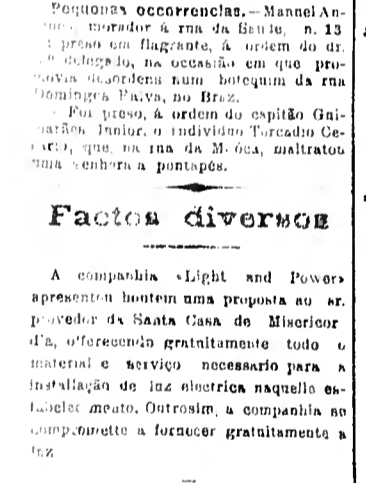 Pequenas occorrencias.—Manuel An-
morador á rua da Saude, n. 13
preso em flagrante, á ordem do dr.
delegado, na occasião em que pro-
movia desordens num botequim da rua
Domingos Paiva, no Braz.
— Foi preso, á ordem do capitão Gui-
marães Junior, o individuo Torcadio Ce-
que, na rua da Moóca, maltratou
uma senhora a pontapés.
Factos diversos
A companhia «Light and Power»
apresentou hontem uma proposta ao sr.
provedor da Santa Casa de Misericor
dia, offerecendo gratuitamente todo o
material e serviço necessario para a
installação de luz electrica naquelle es-
tabelecimento. Outrosim, a companhia se
compromette a fornecer gratuitamente a
luz